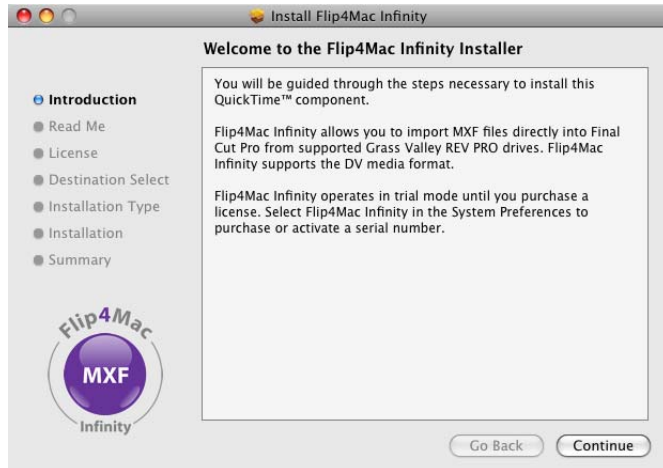 Install Flip4Mac Infinity
Welcome to the Flip4Mac Infinity Installer
Introduction
Read Me
License
Destination Select
Installation Type
Installation
Summary
You will be guided through the steps necessary to install this
QuickTime™ component.
Flip4Mac Infinity allows you to import MXF files directly into Final
Cut Pro from supported Grass Valley REV PRO drives. Flip4Mac
Infinity supports the DV media format.
Flip4Mac Infinity operates in trial mode until you purchase a
license. Select Flip4Mac Infinity in the System Preferences to
purchase or activate a serial number.
Flip4Mac
MXF
Infinity
Go Back
Continue